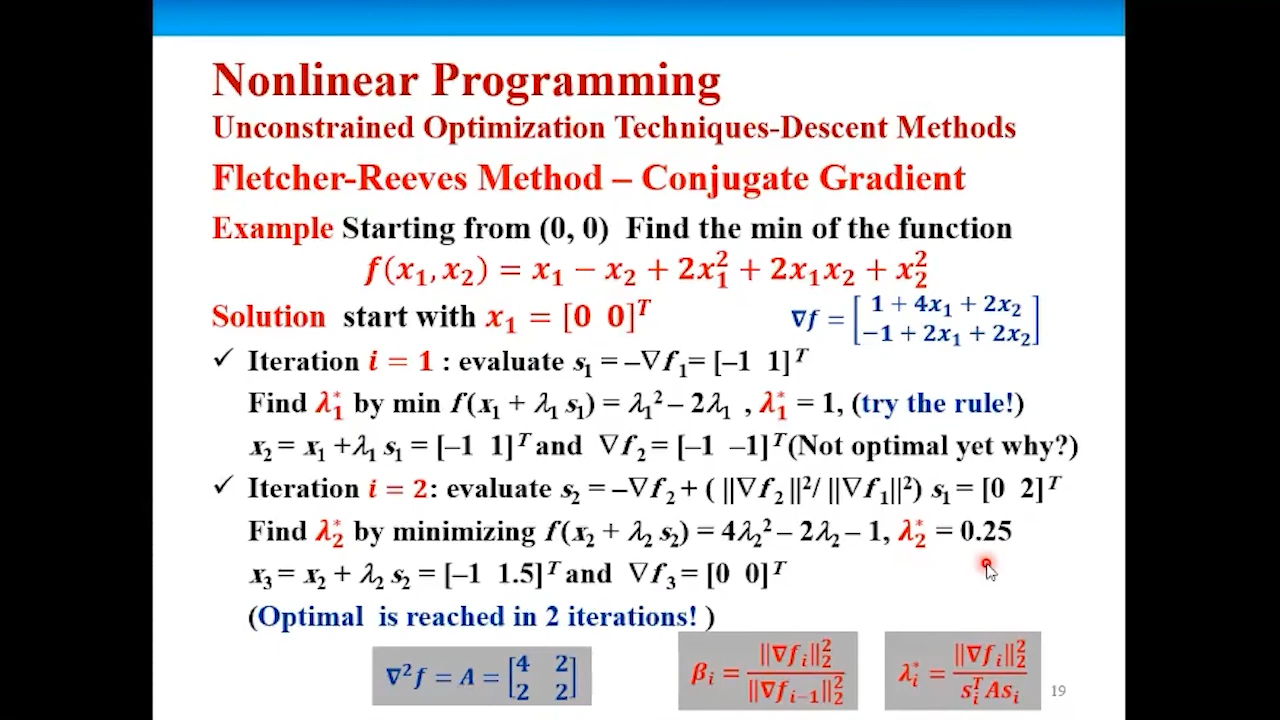 Nonlinear Programming
Unconstrained Optimization Techniques-Descent Methods
Fletcher-Reeves Method – Conjugate Gradient
Example Starting from (0, 0) Find the min of the function
f(x₁, x₂) = x₁ − x₂ + 2x₁² + 2x₁x₂ + x₂²
Solution start with x₁ = [0 0]ᵀ ∇f = [1 + 4x₁ + 2x₂; −1 + 2x₁ + 2x₂]
✓ Iteration i = 1 : evaluate s₁ = –∇f₁= [–1 1]ᵀ
Find λ₁* by min f(x₁ + λ₁ s₁) = λ₁² – 2λ₁ , λ₁* = 1, (try the rule!)
x₂ = x₁ +λ₁ s₁ = [–1 1]ᵀ and ∇f₂ = [–1 –1]ᵀ(Not optimal yet why?)
✓ Iteration i = 2: evaluate s₂ = –∇f₂ + ( ||∇f₂ ||²/ ||∇f₁||²) s₁ = [0 2]ᵀ
Find λ₂* by minimizing f(x₂ + λ₂ s₂) = 4λ₂² – 2λ₂ – 1, λ₂* = 0.25
x₃ = x₂ + λ₂ s₂ = [–1 1.5]ᵀ and ∇f₃ = [0 0]ᵀ
(Optimal is reached in 2 iterations! )
∇²f = A = [4 2; 2 2] βᵢ = ‖∇fᵢ‖₂² / ‖∇fᵢ₋₁‖₂² λᵢ* = ‖∇fᵢ‖₂² / sᵢᵀAsᵢ 19